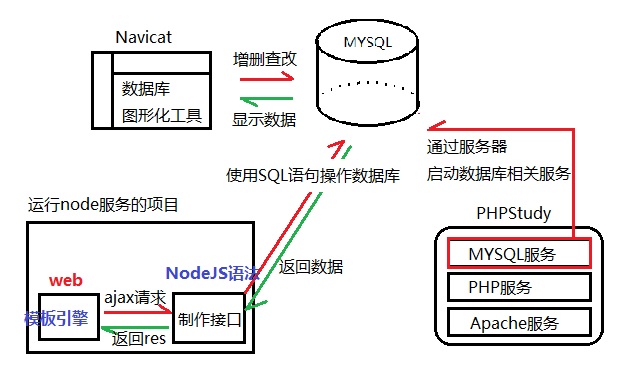 Navicat
数据库
图形化工具
增删查改
显示数据
MYSQL
通过服务器
启动数据库相关服务
使用SQL语句操作数据库
返回数据
运行node服务的项目
web
模板引擎
ajax请求
返回res
NodeJS语法
制作接口
PHPStudy
MYSQL服务
PHP服务
Apache服务